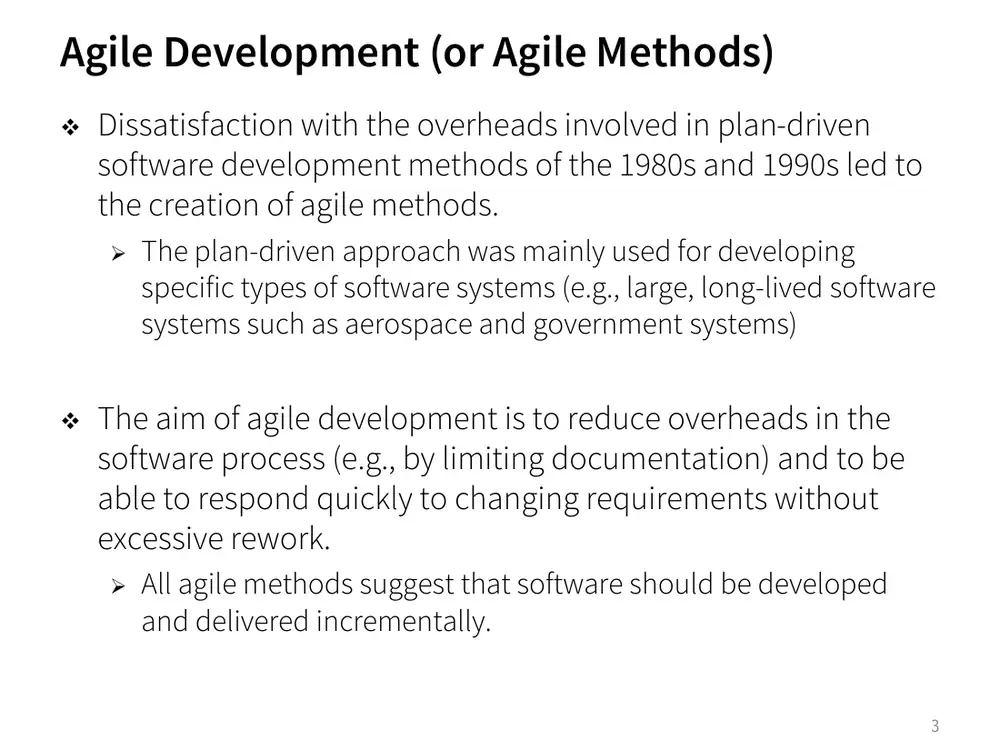 Agile Development (or Agile Methods)
❖ Dissatisfaction with the overheads involved in plan-driven
software development methods of the 1980s and 1990s led to
the creation of agile methods.
➢ The plan-driven approach was mainly used for developing
specific types of software systems (e.g., large, long-lived software
systems such as aerospace and government systems)
❖ The aim of agile development is to reduce overheads in the
software process (e.g., by limiting documentation) and to be
able to respond quickly to changing requirements without
excessive rework.
➢ All agile methods suggest that software should be developed
and delivered incrementally.
3